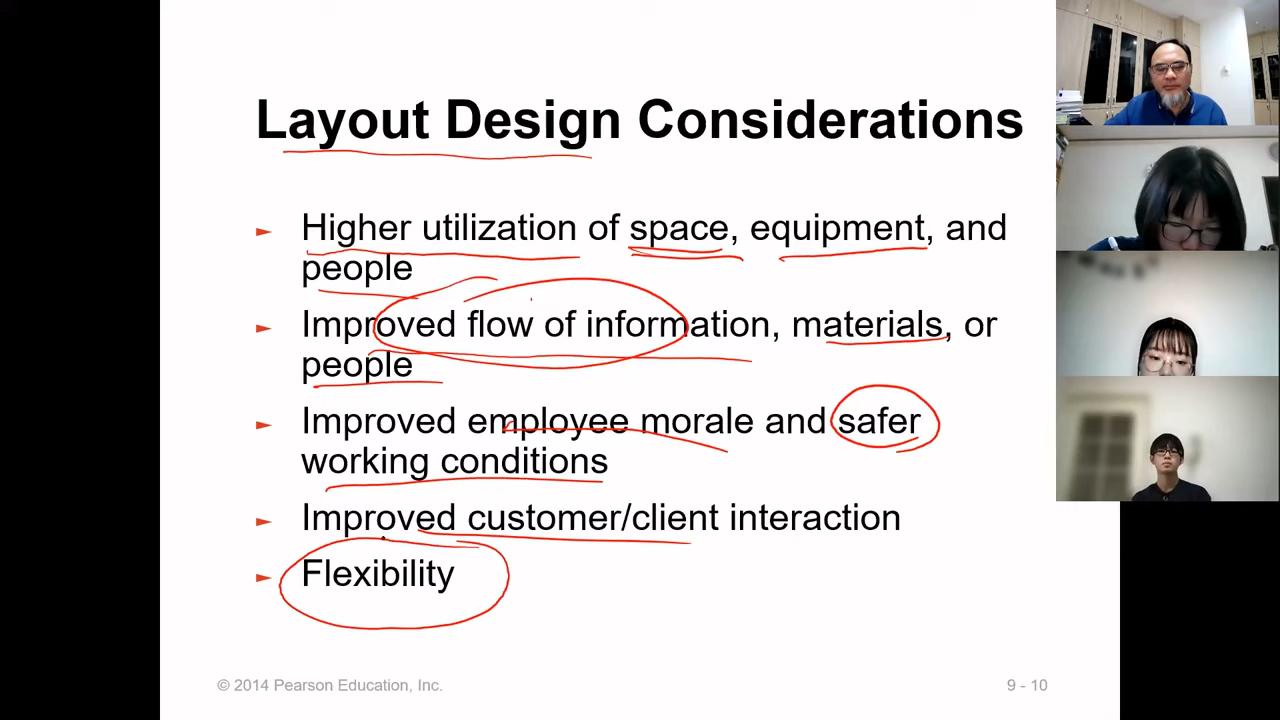 Layout Design Considerations
► Higher utilization of space, equipment, and
people
► Improved flow of information, materials, or
people
► Improved employee morale and safer
working conditions
► Improved customer/client interaction
► Flexibility
© 2014 Pearson Education, Inc.
9 - 10